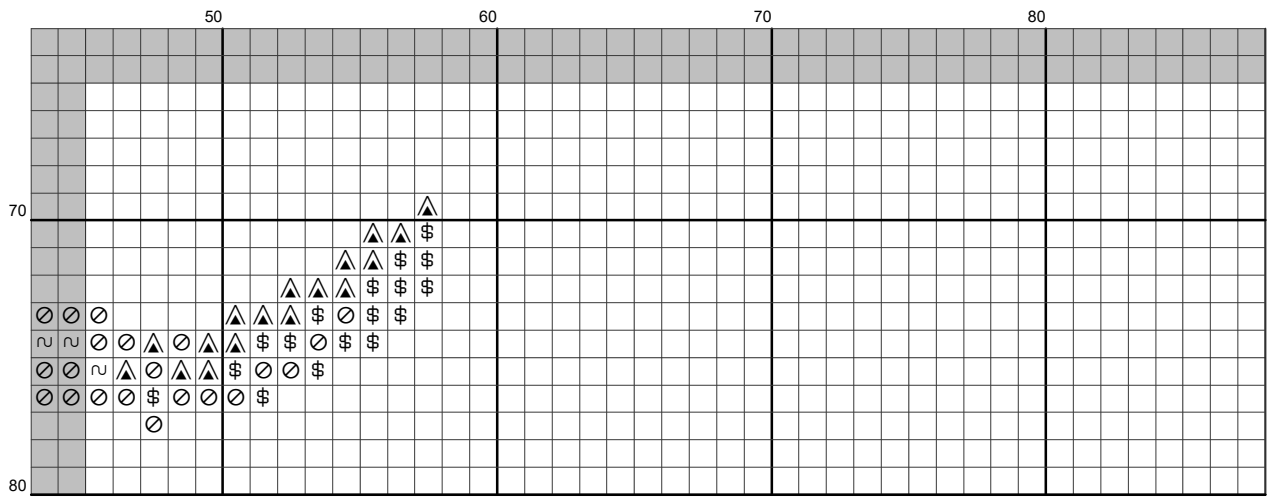 50 60 70 80
70
▲
▲ ▲ $
▲ ▲ $ $
▲ ▲ ▲ $ $ $
⊘ ⊘ ⊘ ▲ ▲ ▲ $ ⊘ $ $
~ ~ ⊘ ⊘ ▲ ⊘ ▲ ▲ $ $ ⊘ $ $
⊘ ⊘ ~ ▲ ⊘ ▲ ▲ $ ⊘ ⊘ $
⊘ ⊘ ⊘ ⊘ $ ⊘ ⊘ ⊘ $
⊘
80